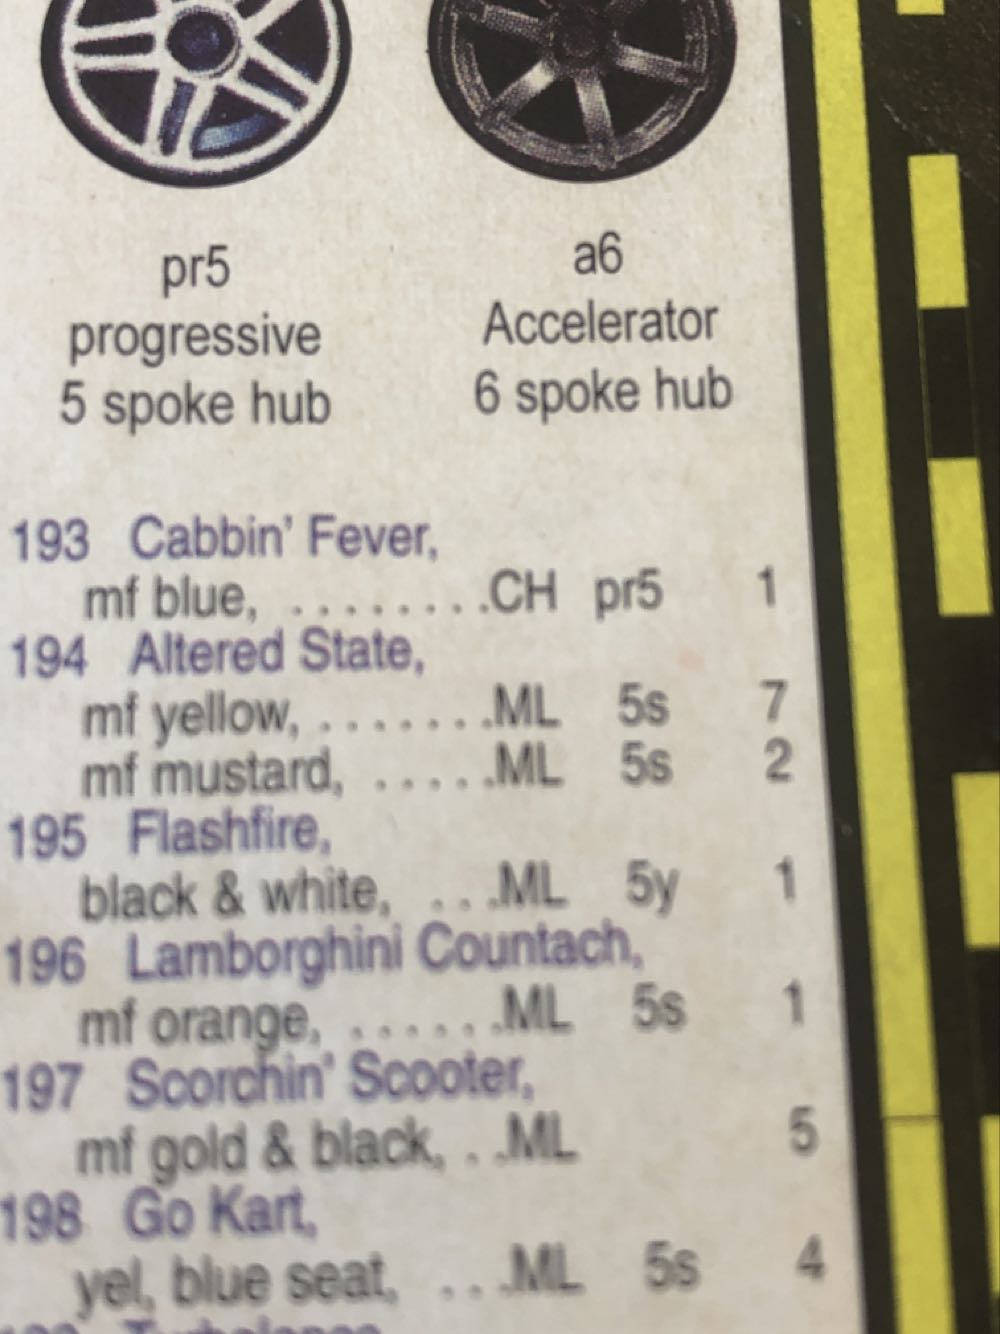 pr5
progressive
5 spoke hub
a6
Accelerator
6 spoke hub
193 Cabbin' Fever,
mf blue, ........CH pr5 1
194 Altered State,
mf yellow, ........ML 5s 7
mf mustard, .....ML 5s 2
195 Flashfire,
black & white, ...ML 5y 1
196 Lamborghini Countach,
mf orange, .......ML 5s 1
197 Scorchin' Scooter,
mf gold & black, ..ML 5
198 Go Kart,
yel, blue seat, ...ML 5s 4